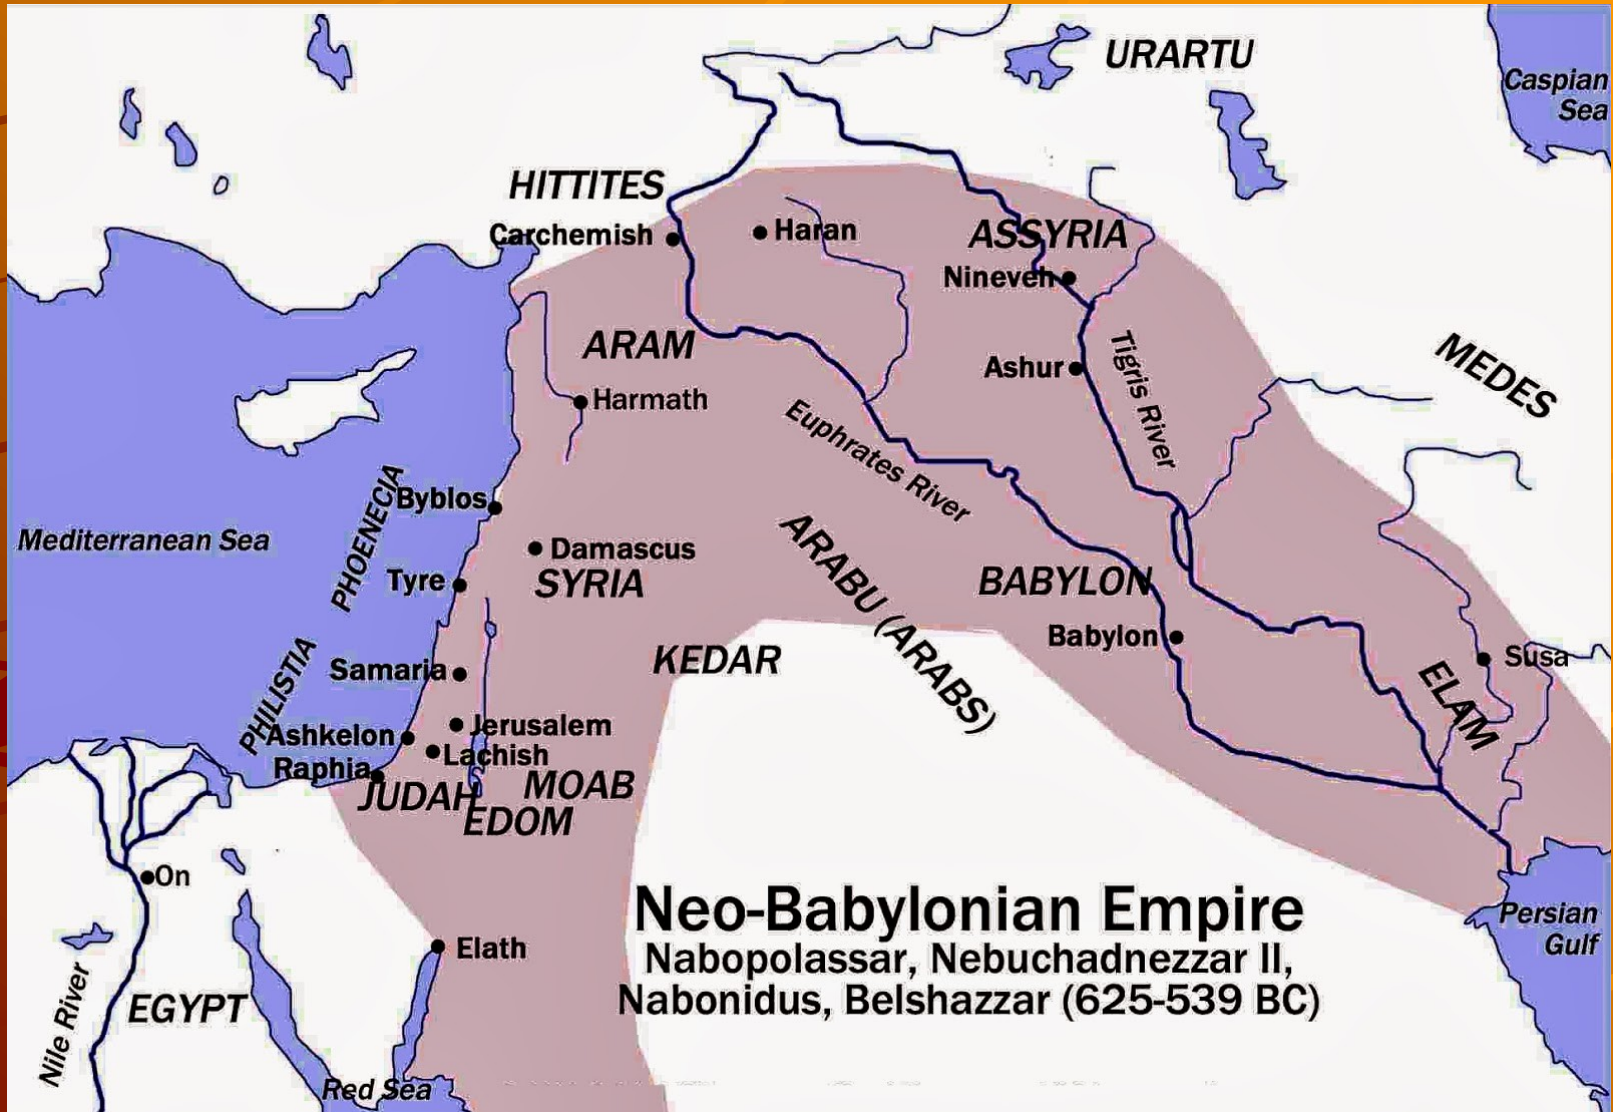 URARTU
Caspian
Sea
HITTITES
Carchemish
Haran
ASSYRIA
Nineveh
ARAM
Ashur
Tigris River
MEDES
Harmath
Euphrates River
Byblos
PHOENECIA
Mediterranean Sea
Damascus
ARABU (ARABS)
Tyre
SYRIA
BABYLON
Babylon
KEDAR
Samaria
Susa
ELAM
PHILISTIA
Jerusalem
Ashkelon
Lachish
Raphia
JUDAH
MOAB
EDOM
On
Neo-Babylonian Empire
Nabopolassar, Nebuchadnezzar II,
Nabonidus, Belshazzar (625-539 BC)
Persian
Gulf
Elath
EGYPT
Nile River
Red Sea